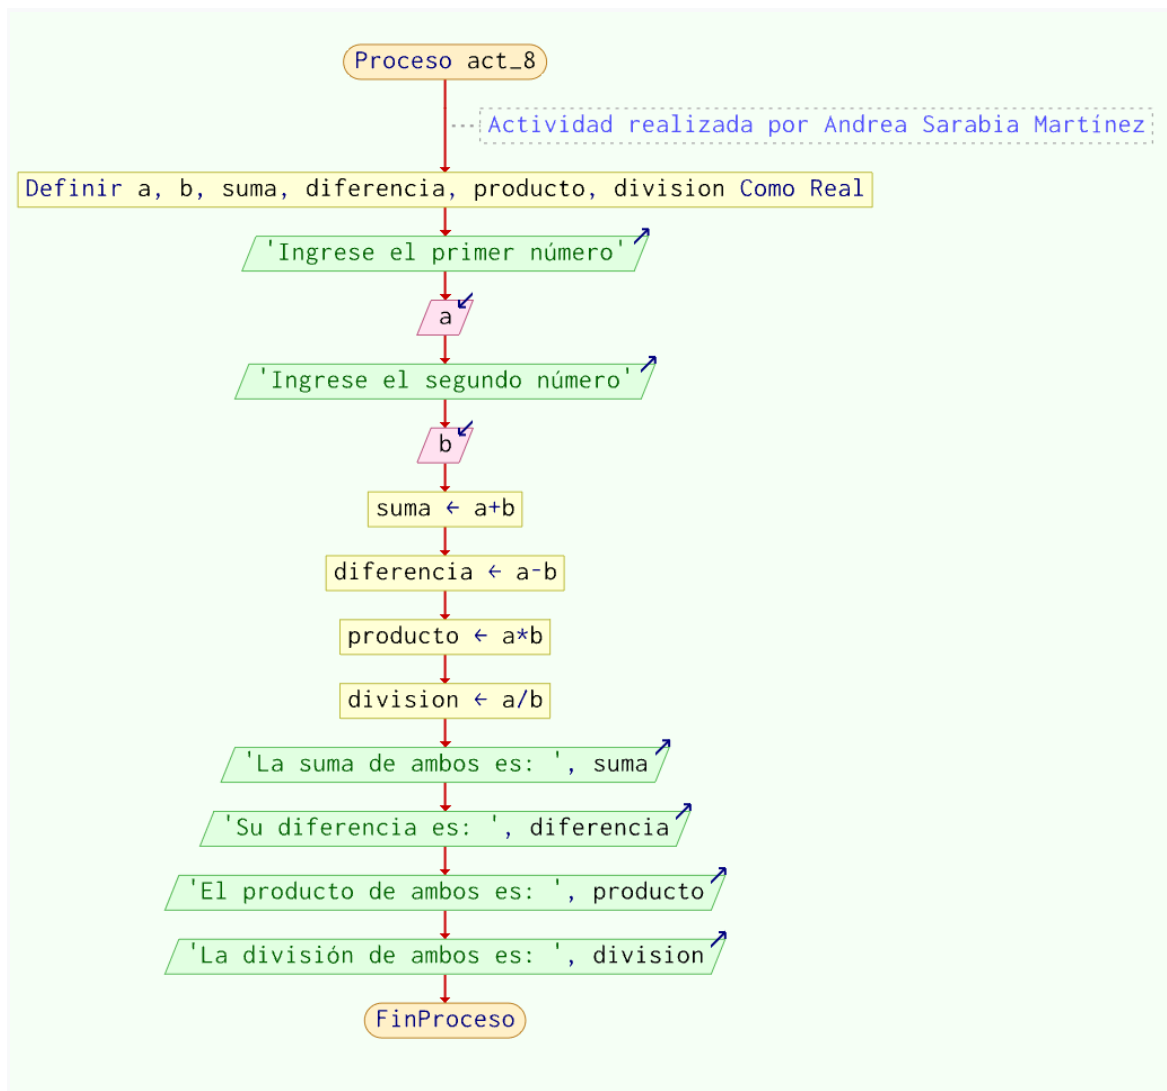 Proceso act_8
Actividad realizada por Andrea Sarabia Martínez
Definir a, b, suma, diferencia, producto, division Como Real
'Ingrese el primer número'
a
'Ingrese el segundo número'
b
suma ← a+b
diferencia ← a-b
producto ← a*b
division ← a/b
'La suma de ambos es: ', suma
'Su diferencia es: ', diferencia
'El producto de ambos es: ', producto
'La división de ambos es: ', division
FinProceso